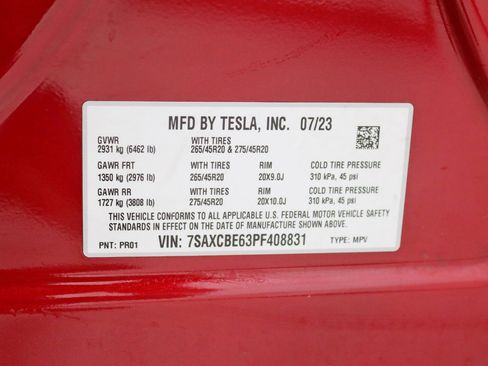 MFD BY TESLA, INC. 07/23
GVWR WITH TIRES
2931 kg (6462 lb) 265/45R20 & 275/45R20
GAWR FRT WITH TIRES RIM COLD TIRE PRESSURE
1350 kg (2976 lb) 265/45R20 20X9.0J 310 kPa, 45 psi
GAWR RR WITH TIRES RIM COLD TIRE PRESSURE
1727 kg (3808 lb) 275/45R20 20X10.0J 310 kPa, 45 psi
THIS VEHICLE CONFORMS TO ALL APPLICABLE U.S. FEDERAL MOTOR VEHICLE SAFETY
STANDARDS IN EFFECT ON THE DATE OF MANUFACTURE SHOWN ABOVE.
PNT: PR01 VIN: 7SAXCBE63PF408831 TYPE: MPV